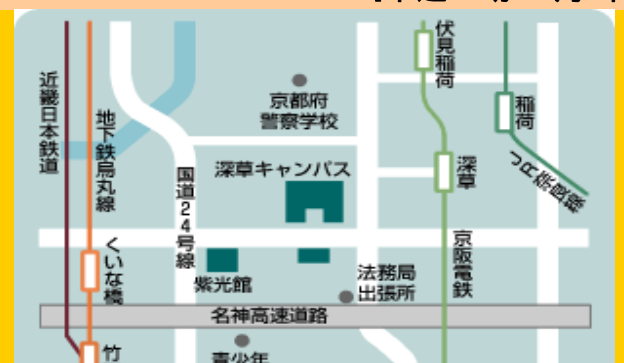 伏見稲荷
稲荷
近畿日本鉄道
地下鉄烏丸線
京都府
警察学校
国道24号線
深草キャンパス
深草
JR奈良線
くいな橋
紫光館
京阪電鉄
法務局
出張所
名神高速道路
竹
青少年